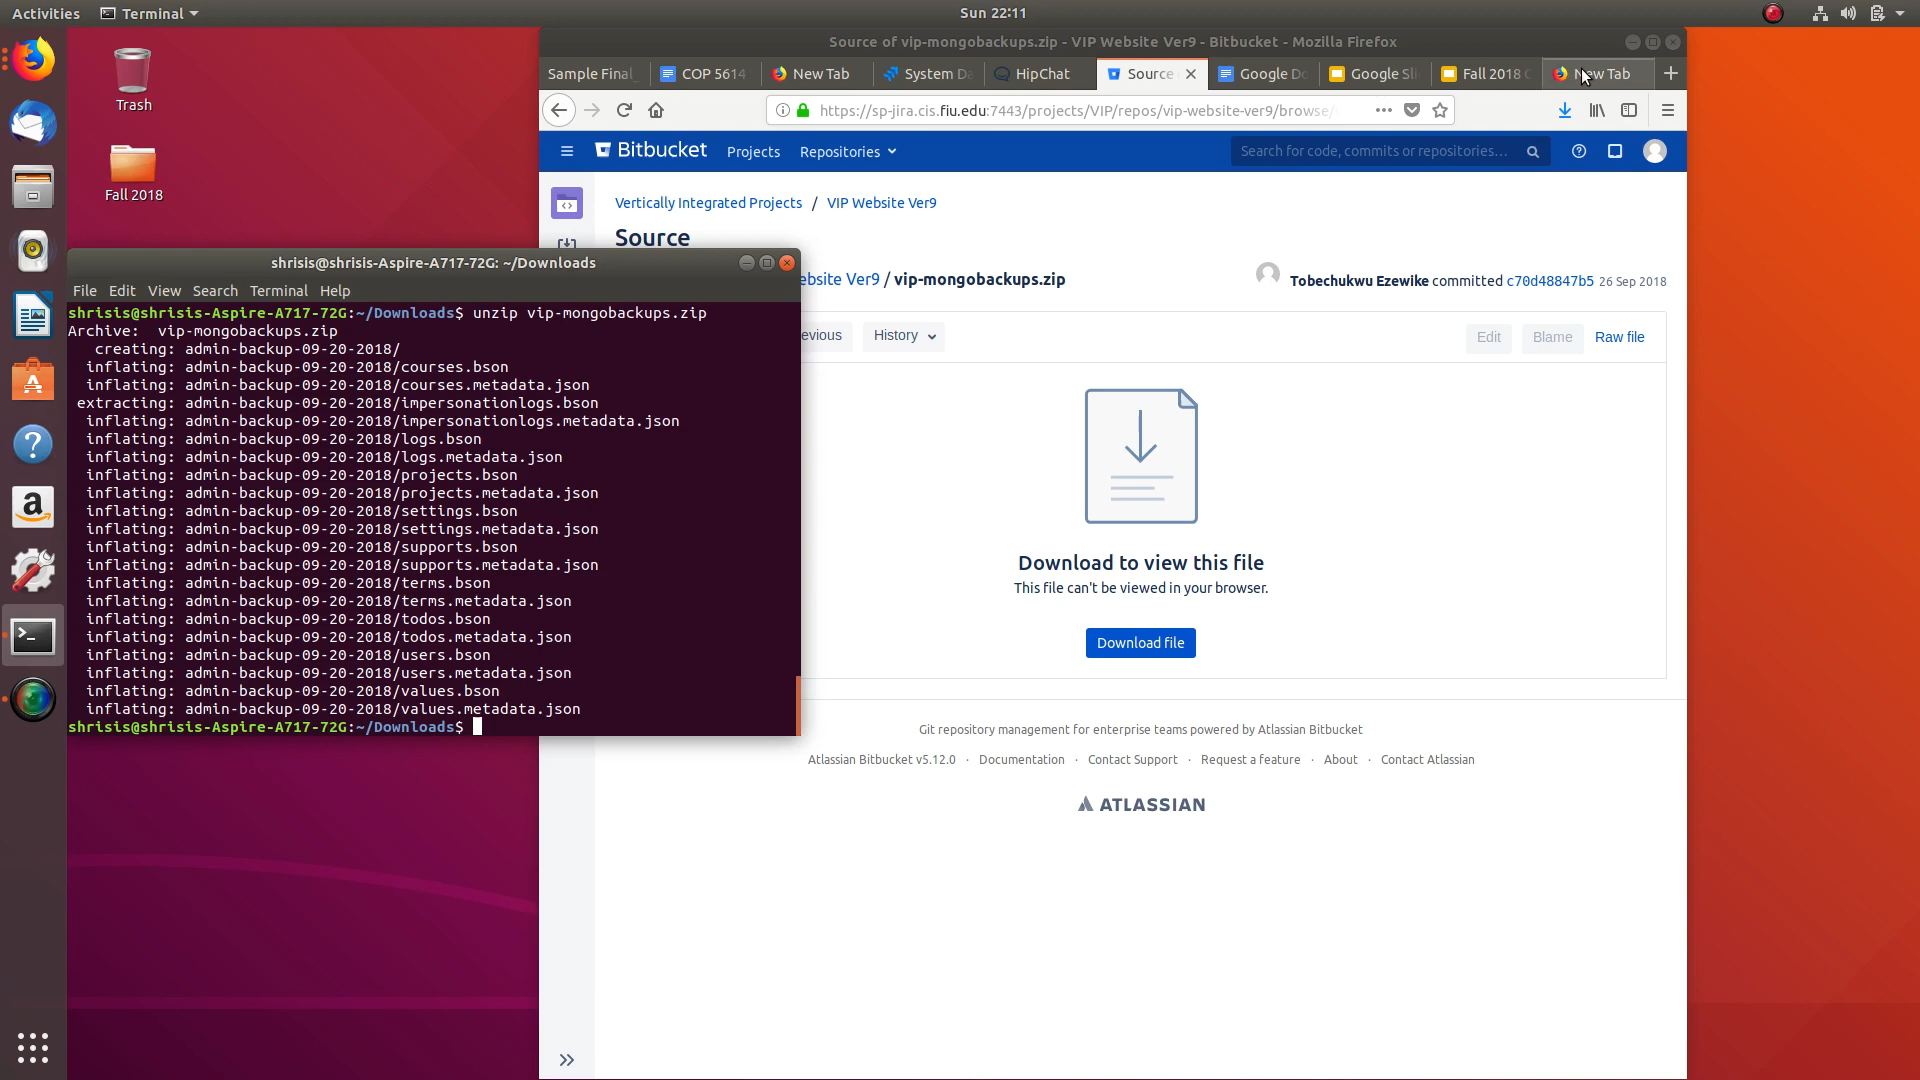 Activities
Terminal
Sun 22:11
Trash
Fall 2018
Source of vip-mongobackups.zip - VIP Website Ver9 - Bitbucket - Mozilla Firefox
Sample Final
COP 5614
New Tab
System Da
HipChat
Source
Google Do
Google Sli
Fall 2018
New Tab
https://sp-jira.cis.fiu.edu:7443/projects/VIP/repos/vip-website-ver9/browse/
Bitbucket
Projects
Repositories
Search for code, commits or repositories...
Vertically Integrated Projects / VIP Website Ver9
Source
ebsite Ver9 / vip-mongobackups.zip
Tobechukwu Ezewike committed c70d48847b5 26 Sep 2018
evious
History
Edit
Blame
Raw file
Download to view this file
This file can't be viewed in your browser.
Download file
Git repository management for enterprise teams powered by Atlassian Bitbucket
Atlassian Bitbucket v5.12.0 · Documentation · Contact Support · Request a feature · About · Contact Atlassian
ATLASSIAN
shrisis@shrisis-Aspire-A717-72G: ~/Downloads
File Edit View Search Terminal Help
shrisis@shrisis-Aspire-A717-72G:~/Downloads$ unzip vip-mongobackups.zip
Archive:  vip-mongobackups.zip
   creating: admin-backup-09-20-2018/
  inflating: admin-backup-09-20-2018/courses.bson
  inflating: admin-backup-09-20-2018/courses.metadata.json
 extracting: admin-backup-09-20-2018/impersonationlogs.bson
  inflating: admin-backup-09-20-2018/impersonationlogs.metadata.json
  inflating: admin-backup-09-20-2018/logs.bson
  inflating: admin-backup-09-20-2018/logs.metadata.json
  inflating: admin-backup-09-20-2018/projects.bson
  inflating: admin-backup-09-20-2018/projects.metadata.json
  inflating: admin-backup-09-20-2018/settings.bson
  inflating: admin-backup-09-20-2018/settings.metadata.json
  inflating: admin-backup-09-20-2018/supports.bson
  inflating: admin-backup-09-20-2018/supports.metadata.json
  inflating: admin-backup-09-20-2018/terms.bson
  inflating: admin-backup-09-20-2018/terms.metadata.json
  inflating: admin-backup-09-20-2018/todos.bson
  inflating: admin-backup-09-20-2018/todos.metadata.json
  inflating: admin-backup-09-20-2018/users.bson
  inflating: admin-backup-09-20-2018/users.metadata.json
  inflating: admin-backup-09-20-2018/values.bson
  inflating: admin-backup-09-20-2018/values.metadata.json
shrisis@shrisis-Aspire-A717-72G:~/Downloads$